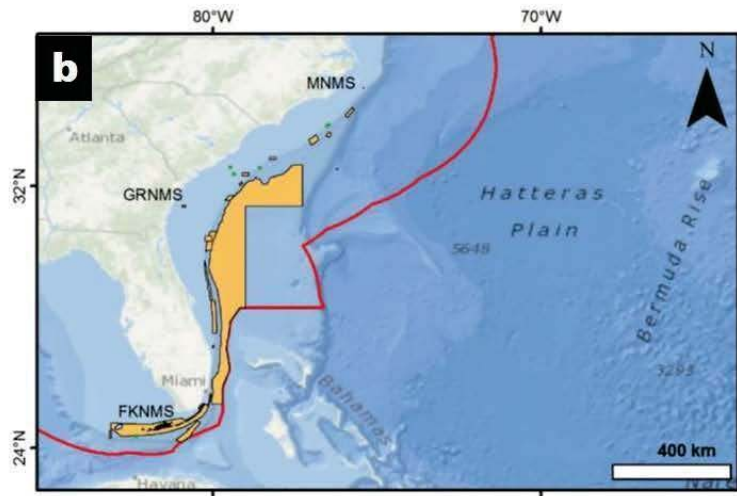 80°W
70°W
b
N
MNMS
Atlanta
32°N
GRNMS
Hatteras
Plain
5648
Bermuda Rise
3293
Miami
Bahamas
FKNMS
24°N
400 km
Havana
Nare